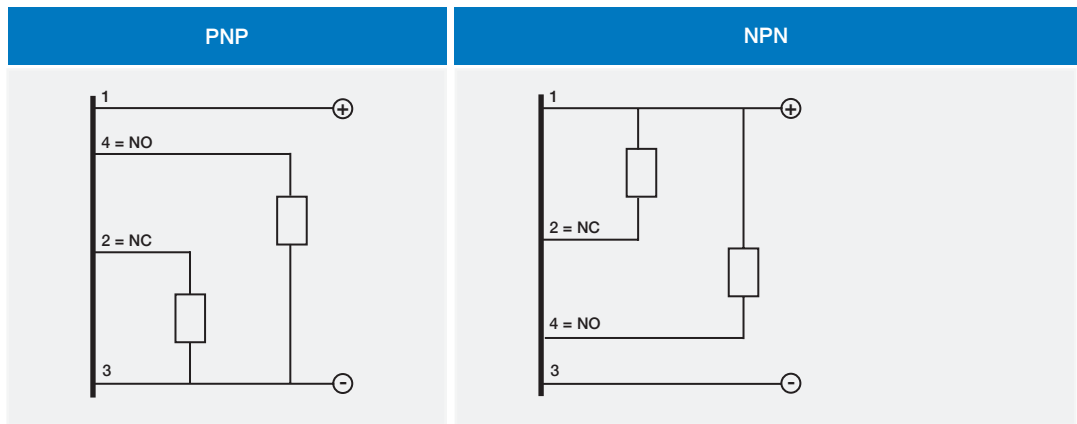 PNP
1
+
4 = NO
2 = NC
3
-
NPN
1
+
2 = NC
4 = NO
3
-